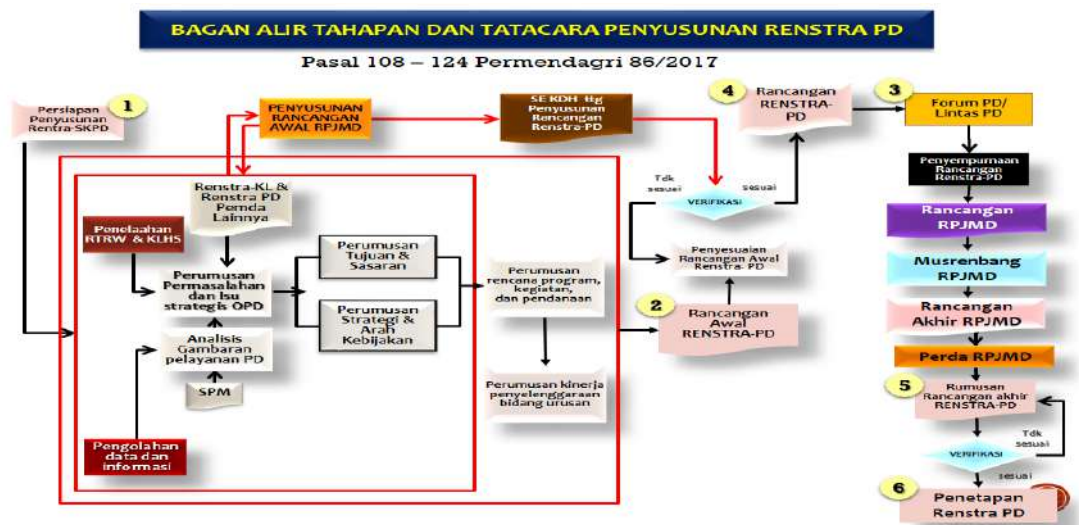 BAGAN ALIR TAHAPAN DAN TATACARA PENYUSUNAN RENSTRA PD
Pasal 108 – 124 Permendagri 86/2017
1
Persiapan
Penyusunan
Rentra-SKPD
PENYUSUNAN
RANCANGAN
AWAL RPJMD
SE KDH ttg
Penyusunan
Rancangan
Renstra-PD
4
Rancangan
RENSTRA-
PD
3
Forum PD/
Lintas PD
Penyempurnaan
Rancangan
Renstra-PD
Rancangan
RPJMD
Musrenbang
RPJMD
Rancangan
Akhir RPJMD
Perda RPJMD
5
Rumusan
Rancangan akhir
RENSTRA-PD
Tdk
sesuai
VERIFIKASI
sesuai
6
Penetapan
Renstra PD
Tdk
sesuai
sesuai
VERIFIKASI
Penyesuaian
Rancangan Awal
Renstra- PD
2
Rancangan
Awal
RENSTRA-PD
Renstra-KL &
Renstra PD
Pemda
Lainnya
Penelaahan
RTRW & KLHS
Perumusan
Permasalahan
dan Isu
strategis OPD
Analisis
Gambaran
pelayanan PD
SPM
Pengolahan
data dan
informasi
Perumusan
Tujuan &
Sasaran
Perumusan
Strategi &
Arah
Kebijakan
Perumusan
rencana program,
kegiatan,
dan pendanaan
Perumusan kinerja
penyelenggaraan
bidang urusan